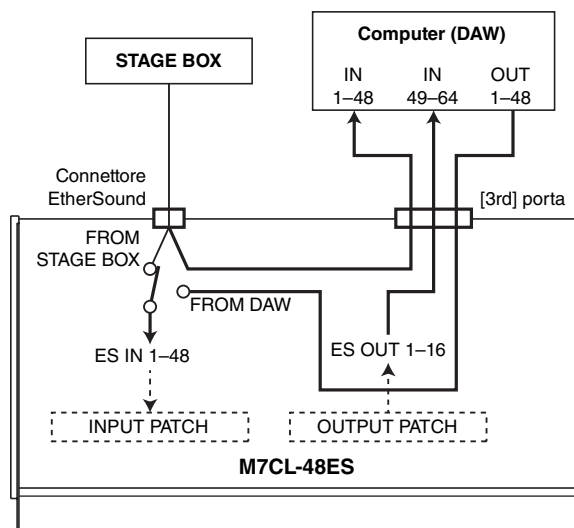 STAGE BOX
Computer (DAW)
IN
1–48
IN
49–64
OUT
1–48
Connettore
EtherSound
[3rd] porta
FROM
STAGE BOX
FROM DAW
ES IN 1–48
ES OUT 1–16
INPUT PATCH
OUTPUT PATCH
M7CL-48ES